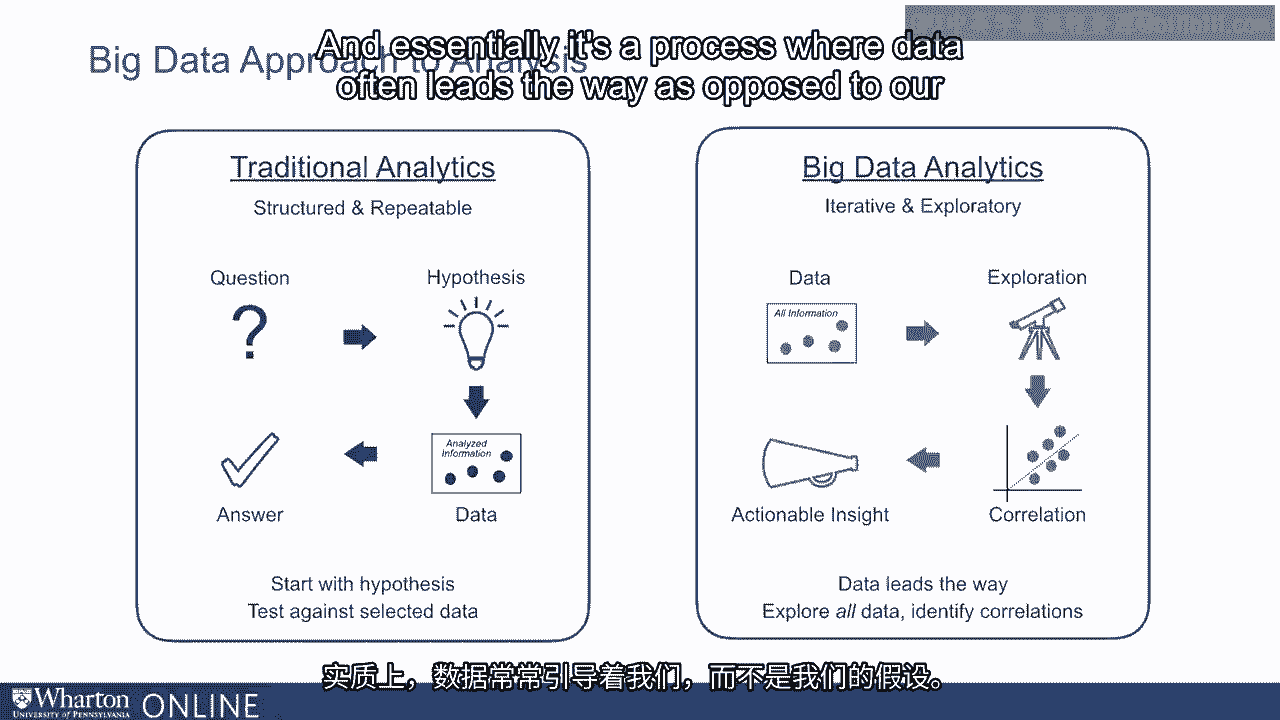 And essentially it's a process where data
often leads the way as opposed to our
Big Data Approach to Analysis
Traditional Analytics
Structured & Repeatable
Question
Hypothesis
?
Analyzed
Information
Answer
Data
Start with hypothesis
Test against selected data
Big Data Analytics
Iterative & Exploratory
Data
Exploration
All Information
Actionable Insight
Correlation
Data leads the way
Explore all data, identify correlations
实质上，数据常常引导着我们，而不是我们的假设。
Wharton
UNIVERSITY of PENNSYLVANIA
ONLINE